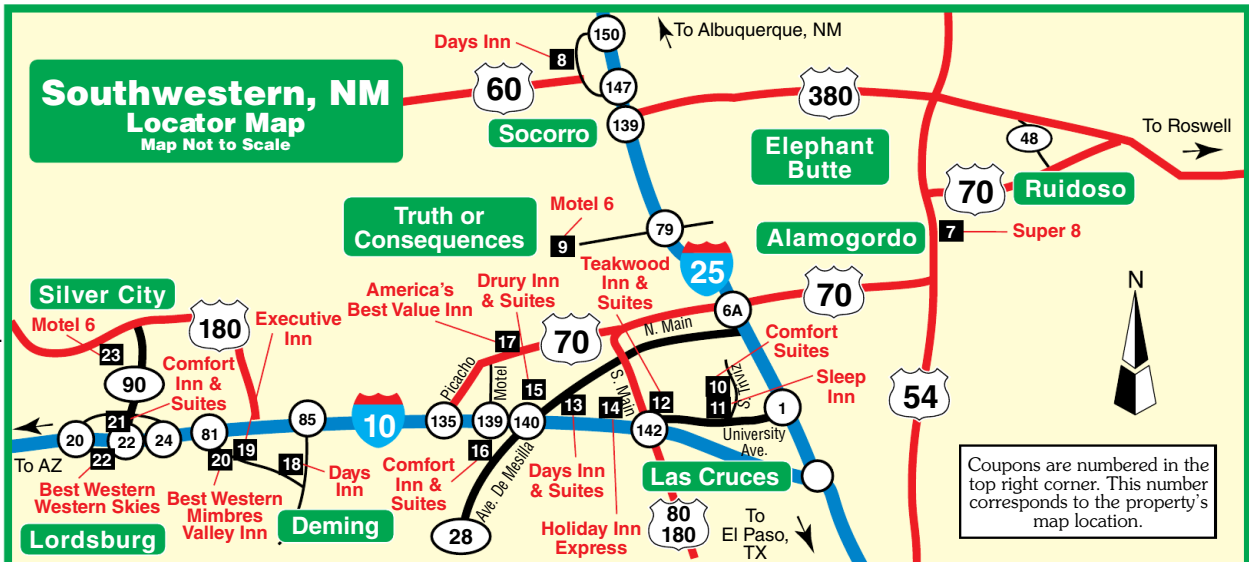 Southwestern, NM
Locator Map
Map Not to Scale
150
To Albuquerque, NM
Days Inn
8
60
147
139
Socorro
380
Elephant
Butte
48
To Roswell
70
Ruidoso
Truth or
Consequences
Motel 6
9
79
25
Alamogordo
7
Super 8
Silver City
Motel 6
23
180
Executive
Inn
America's
Best Value Inn
17
Drury Inn
& Suites
Teakwood
Inn &
Suites
70
N. Main
6A
70
N
90
Comfort
Inn &
Suites
21
Picacho
Motel
15
S. Main
S. Triviz
Comfort
Suites
10
Sleep
Inn
11
12
13
14
54
20
22
24
81
85
10
135
139
140
142
1
University
Ave.
To AZ
22
Best Western
Western Skies
20
19
Best Western
Mimbres
Valley Inn
18
Days
Inn
16
Comfort
Inn &
Suites
Ave. De Mesilla
28
Days Inn
& Suites
Holiday Inn
Express
Las Cruces
80
180
To
El Paso,
TX
Lordsburg
Deming
Coupons are numbered in the
top right corner. This number
corresponds to the property's
map location.